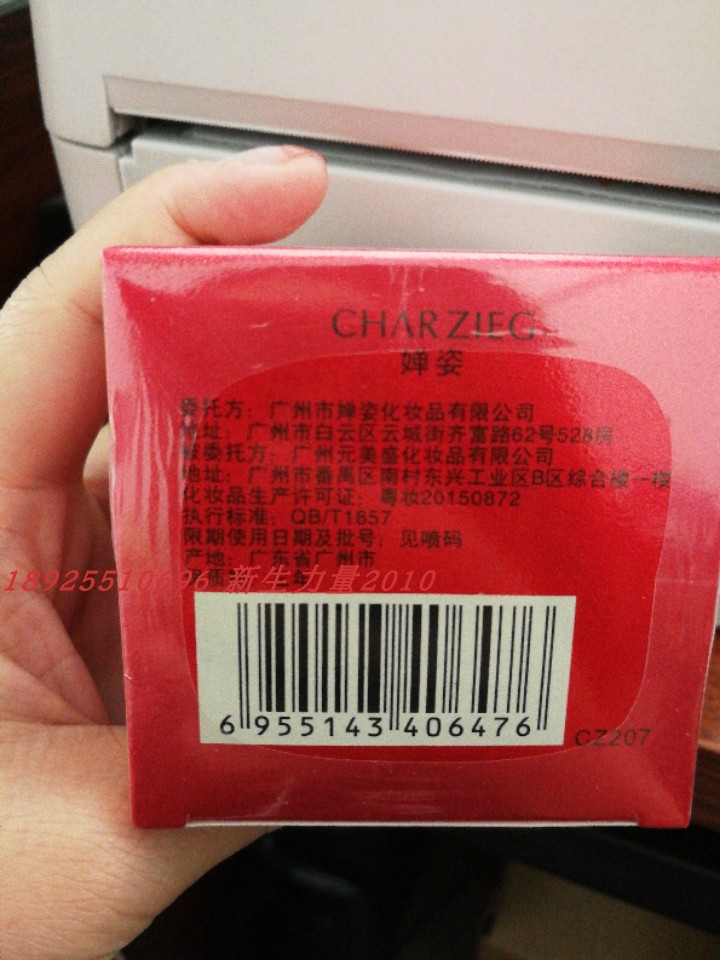 CHARZIEG
婵姿
委托方：广州市婵姿化妆品有限公司
地址：广州市白云区云城街齐富路62号528房
被委托方：广州元美盛化妆品有限公司
地址：广州市番禺区南村东兴工业区B区综合楼一楼
化妆品生产许可证：粤妆20150872
执行标准：QB/T1857
限期使用日期及批号：见喷码
产地：广东省广州市
18925510696 新生力量2010
6 955143 406476
CZ207